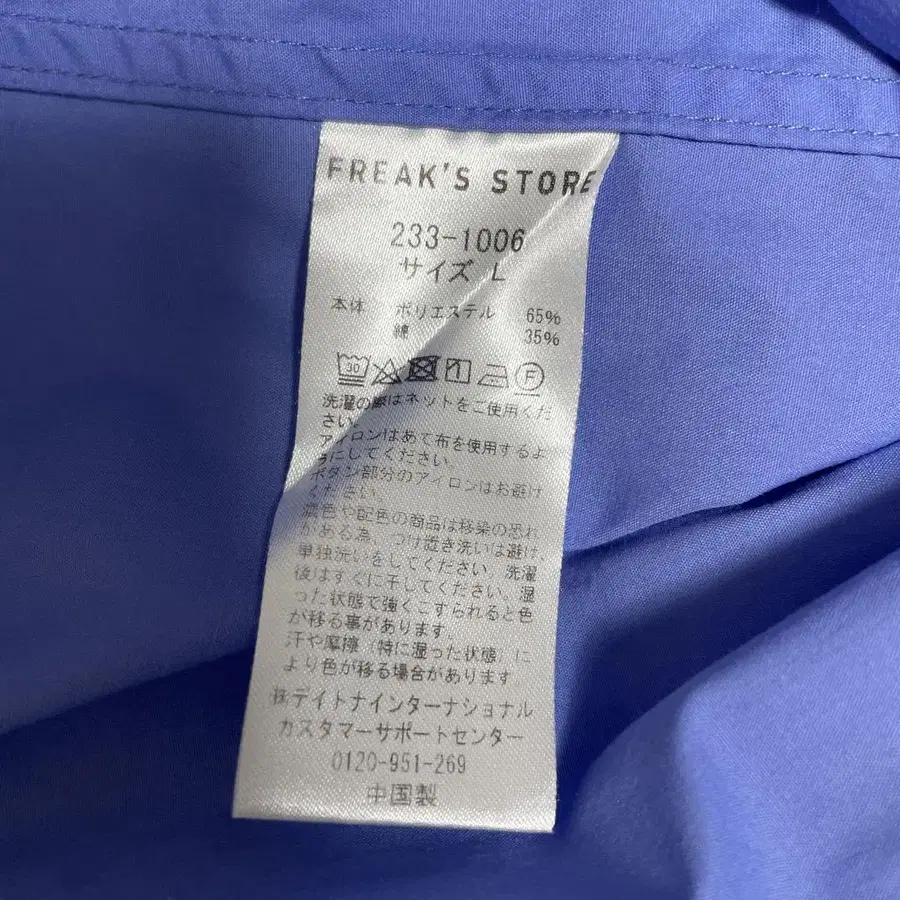 FREAK'S STORE
233-1006
サイズ L
本体 ポリエステル 65%
綿 35%
30 1 F
洗濯の際はネットをご使用くだ
さい。
アイロンはあて布を使用するよ
うにしてください。
ボタン部分のアイロンはお避け
ください。
濃色や配色の商品は移染の恐れ
がある為、つけ置き洗いは避け
単独洗いをしてください。洗濯
後はすぐに干してください。湿
った状態で強くこすられると色
が移る事があります。
汗や摩擦（特に湿った状態）に
より色が移る場合があります
㈱デイトナインターナショナル
カスタマーサポートセンター
0120-951-269
中国製